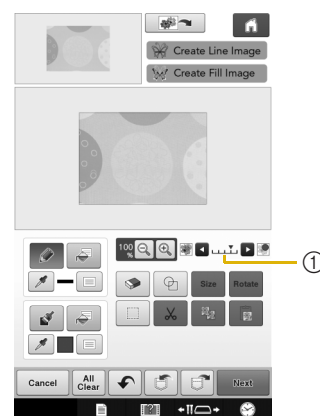 Create Line Image
Create Fill Image
100
%
①
Size
Rotate
Cancel
All
Clear
Next